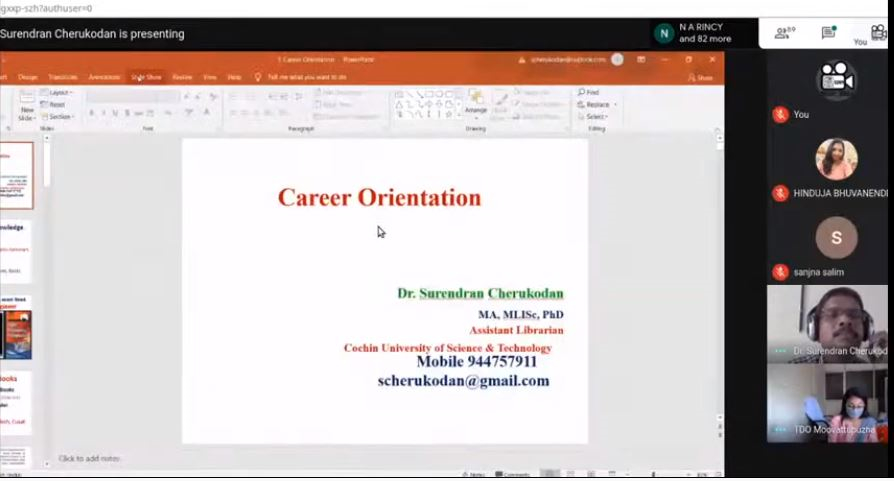 gxxp-szh?authuser=0
Surendran Cherukodan is presenting
N
N A RINCY
and 82 more
You
1 Career Orientation - PowerPoint
scherukodan@outlook.com
Design
Transitions
Animations
Slide Show
Review
View
Help
Tell me what you want to do
Share
New
Slide
Layout
Reset
Section
Slides
Font
Paragraph
Arrange
Drawing
Find
Replace
Select
Editing
Career Orientation
Dr. Surendran Cherukodan
MA, MLISc, PhD
Assistant Librarian
Cochin University of Science & Technology
Mobile 944757911
scherukodan@gmail.com
Click to add notes
Notes
Comments
You
HINDUJA BHUVANENDI
S
sanjna salim
Dr. Surendran Cherukod
TDO Moovattupuzha